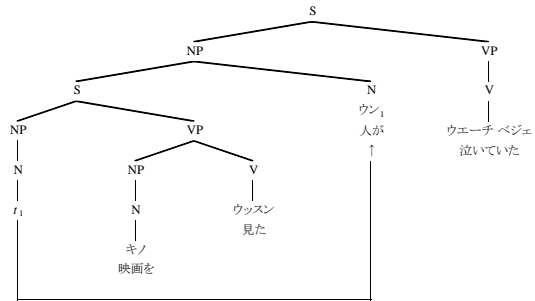 S
NP VP
S N V
ウン1
人が
↑
ウエーチ ベジェ
泣いていた
NP VP
N NP V
t1 N ウッスン
見た
キノ
映画を